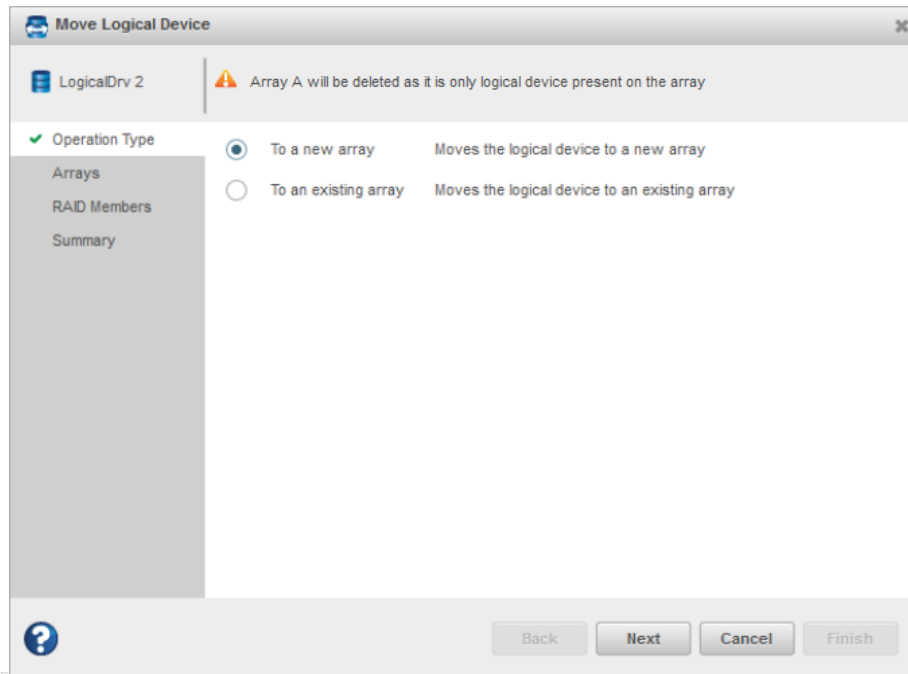 Move Logical Device
LogicalDrv 2
Array A will be deleted as it is only logical device present on the array
Operation Type
Arrays
RAID Members
Summary
To a new array Moves the logical device to a new array
To an existing array Moves the logical device to an existing array
Back Next Cancel Finish